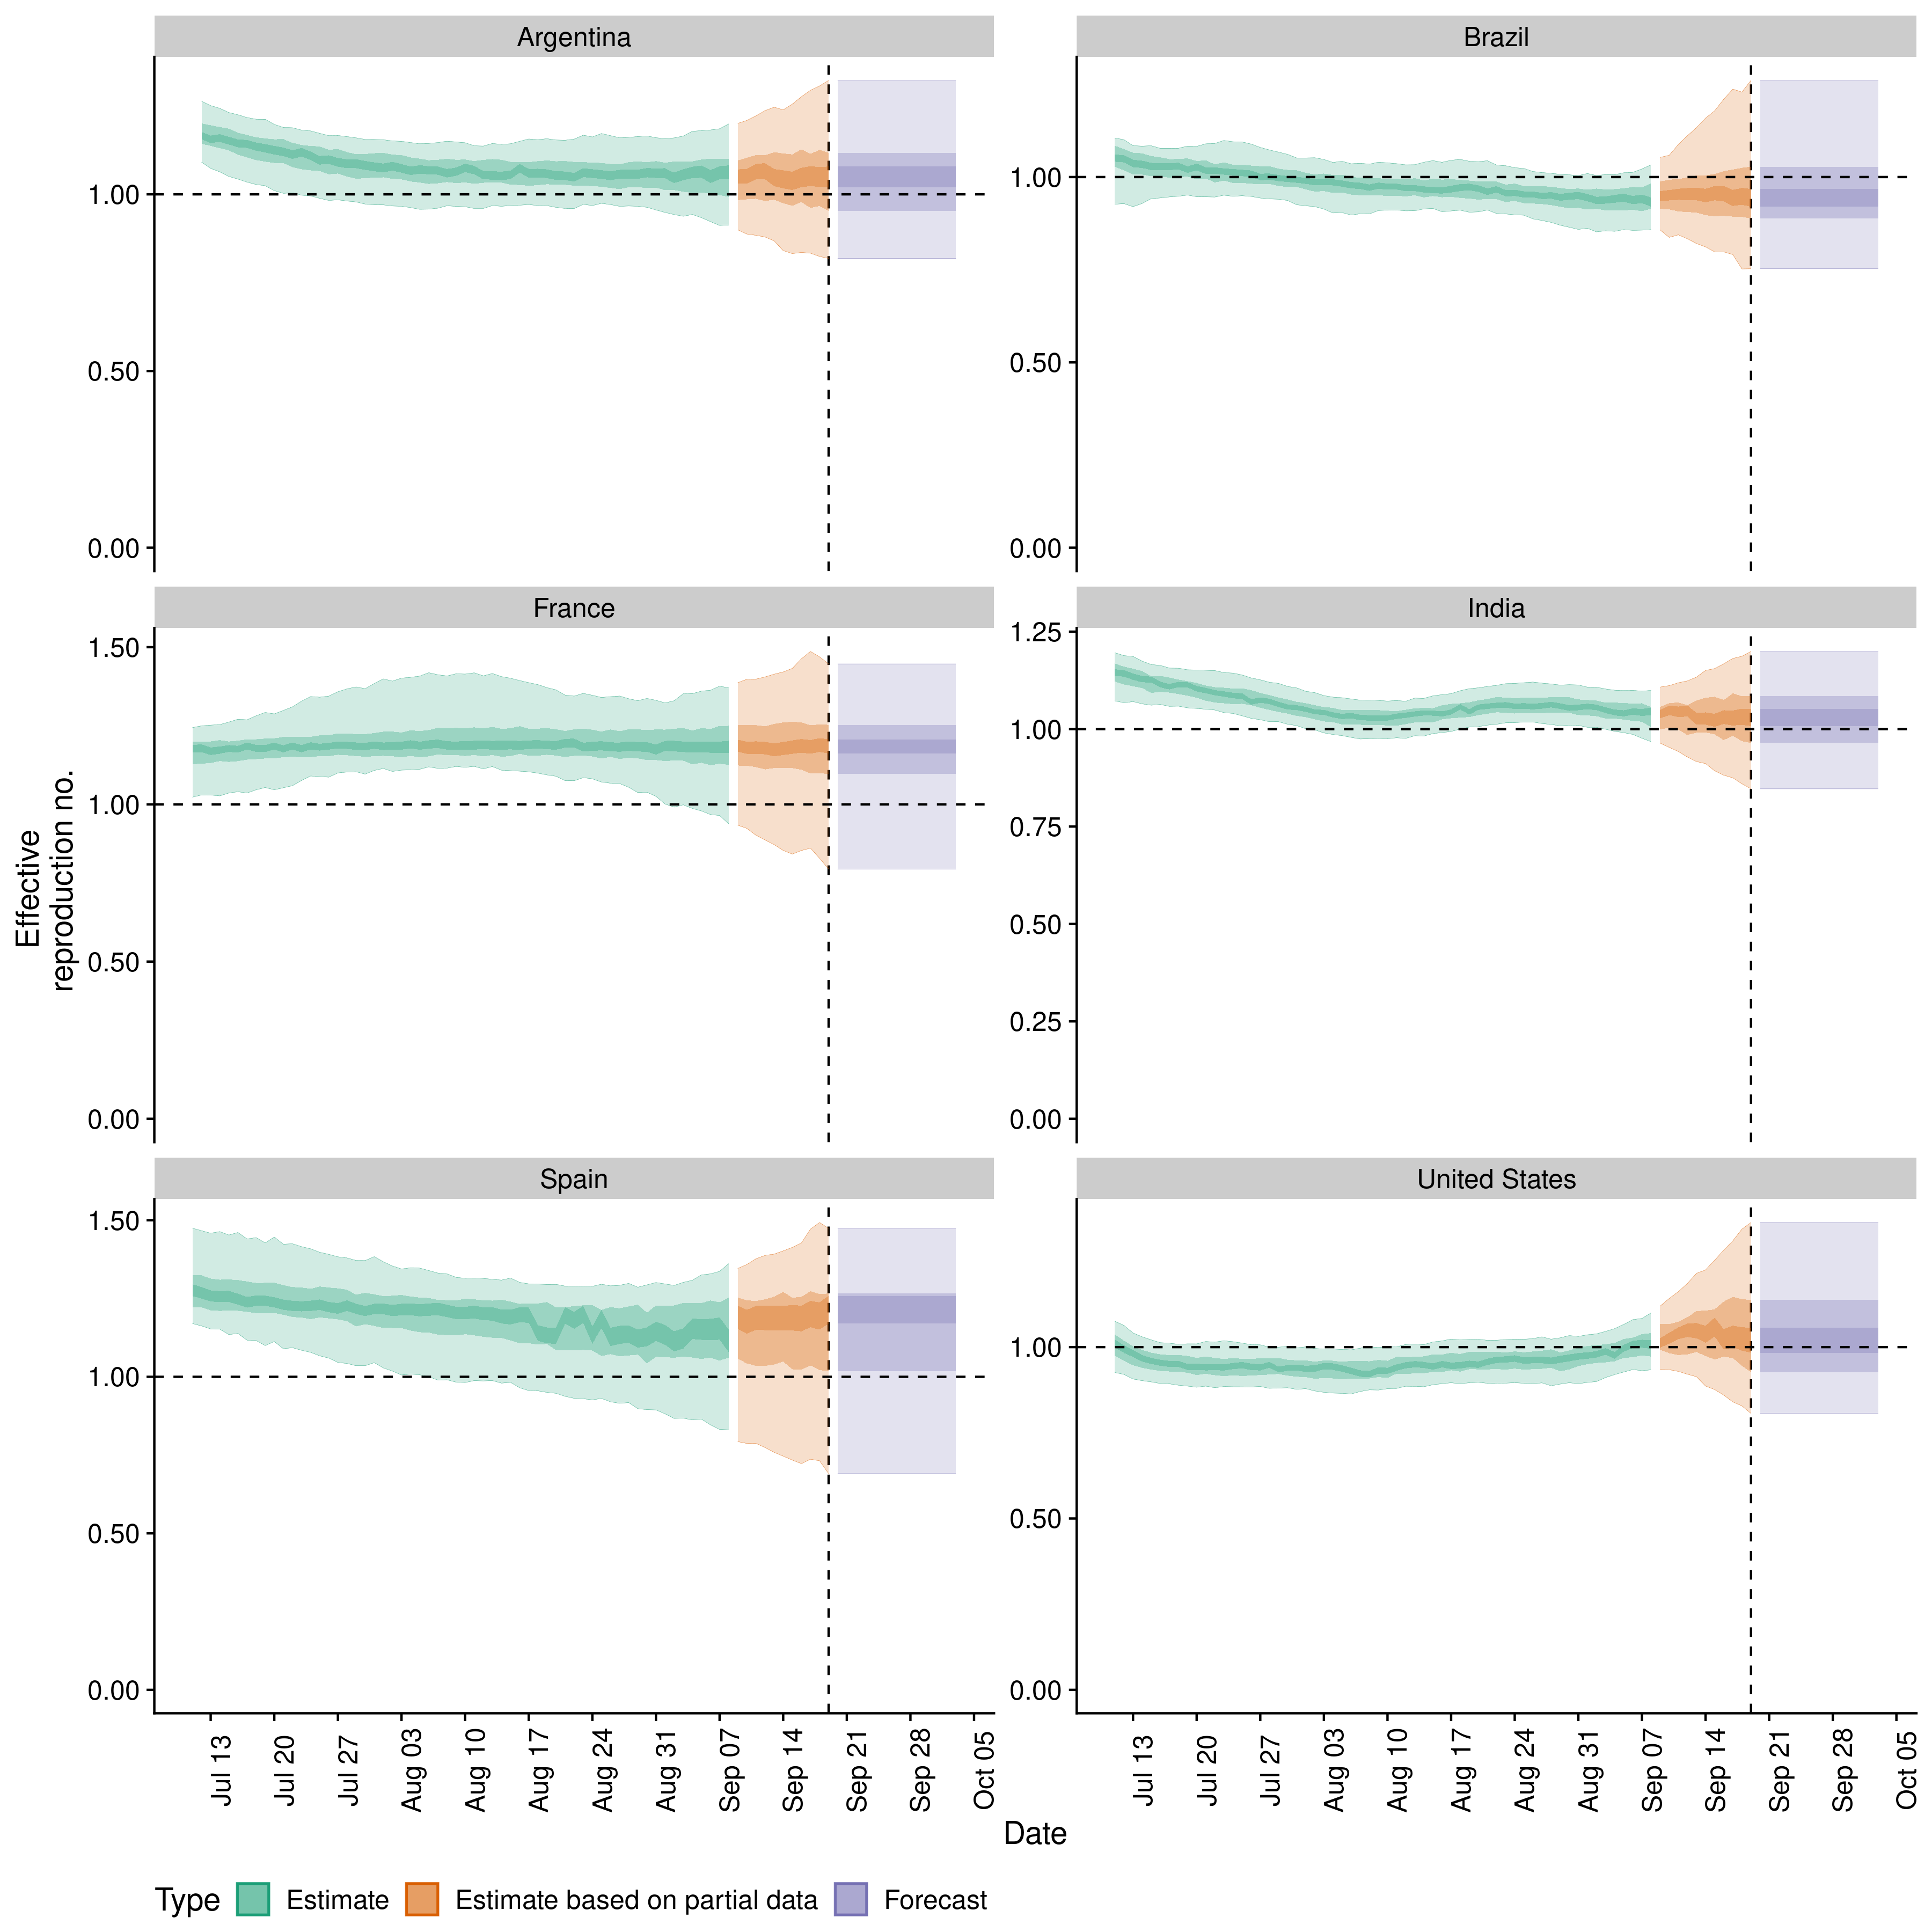 Argentina
Brazil
1.00
0.50
0.00
1.00
0.50
0.00
France
India
1.50
1.00
0.50
0.00
1.25
1.00
0.75
0.50
0.25
0.00
Effective
reproduction no.
Spain
United States
1.50
1.00
0.50
0.00
1.00
0.50
0.00
Jul 13
Jul 20
Jul 27
Aug 03
Aug 10
Aug 17
Aug 24
Aug 31
Sep 07
Sep 14
Sep 21
Sep 28
Oct 05
Jul 13
Jul 20
Jul 27
Aug 03
Aug 10
Aug 17
Aug 24
Aug 31
Sep 07
Sep 14
Sep 21
Sep 28
Oct 05
Date
Type Estimate Estimate based on partial data Forecast